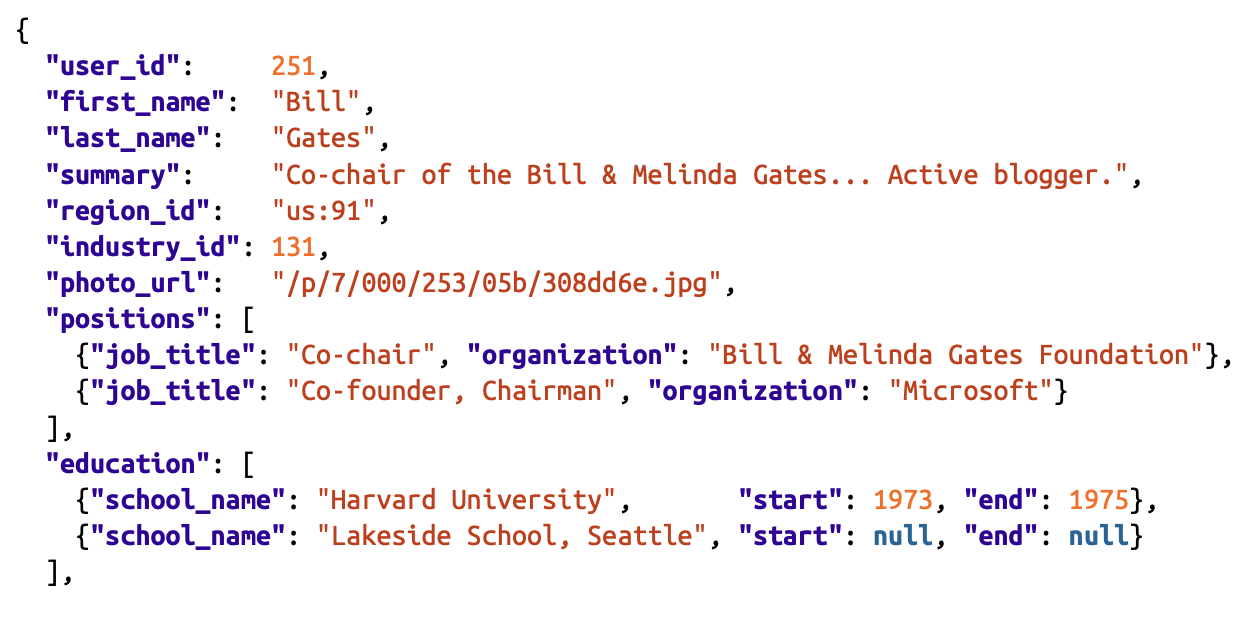 {
  "user_id":     251,
  "first_name":  "Bill",
  "last_name":   "Gates",
  "summary":     "Co-chair of the Bill & Melinda Gates... Active blogger.",
  "region_id":   "us:91",
  "industry_id": 131,
  "photo_url":   "/p/7/000/253/05b/308dd6e.jpg",
  "positions": [
    {"job_title": "Co-chair", "organization": "Bill & Melinda Gates Foundation"},
    {"job_title": "Co-founder, Chairman", "organization": "Microsoft"}
  ],
  "education": [
    {"school_name": "Harvard University",       "start": 1973, "end": 1975},
    {"school_name": "Lakeside School, Seattle", "start": null, "end": null}
  ],